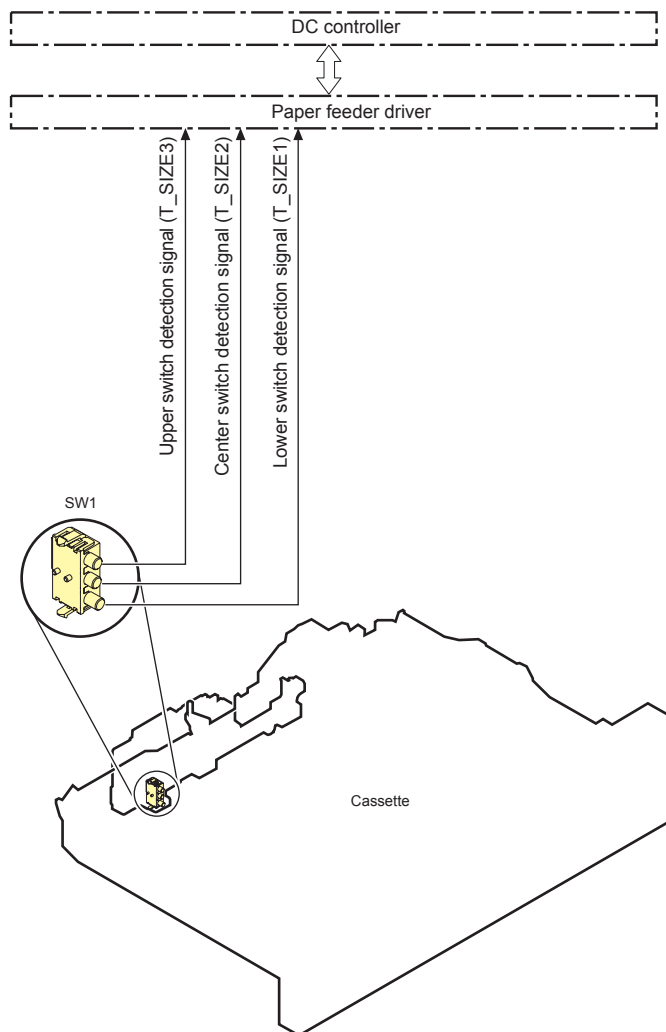 DC controller
Paper feeder driver
Upper switch detection signal (T_SIZE3)
Center switch detection signal (T_SIZE2)
Lower switch detection signal (T_SIZE1)
SW1
Cassette